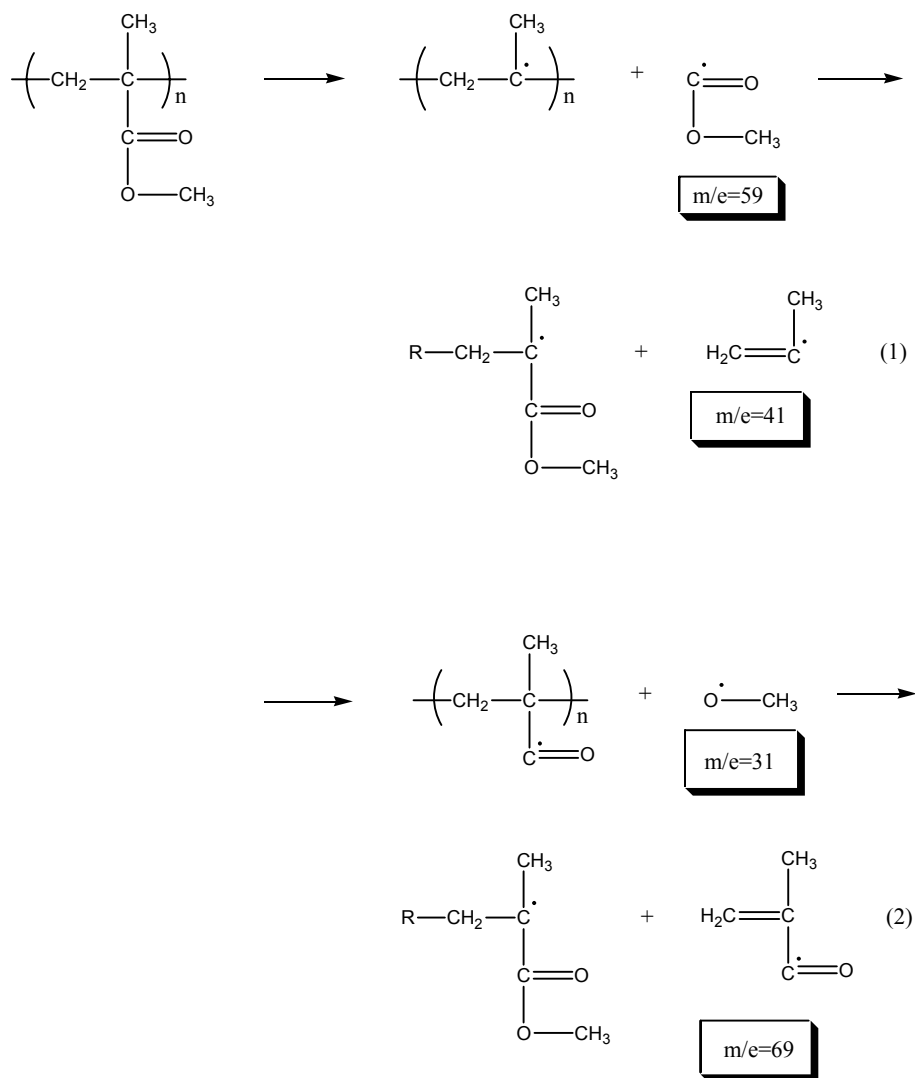 CH3 CH3
( CH2 C )n ( CH2 C• )n + C• O
C O O CH3
O CH3
m/e=59
CH3 CH3
R CH2 C• + H2C C• (1)
C O
m/e=41
O CH3
CH3
( CH2 C )n + O• CH3
C• O
m/e=31
CH3 CH3
R CH2 C• + H2C C (2)
C O C• O
O CH3
m/e=69